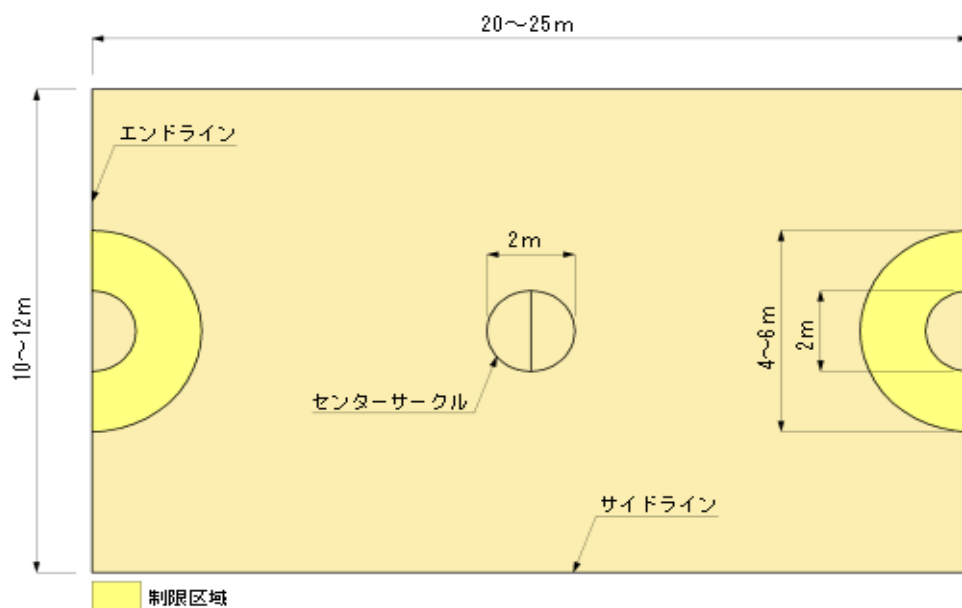 20～25m
エンドライン
2m
10～12m
4～6m
2m
センターサークル
サイドライン
制限区域